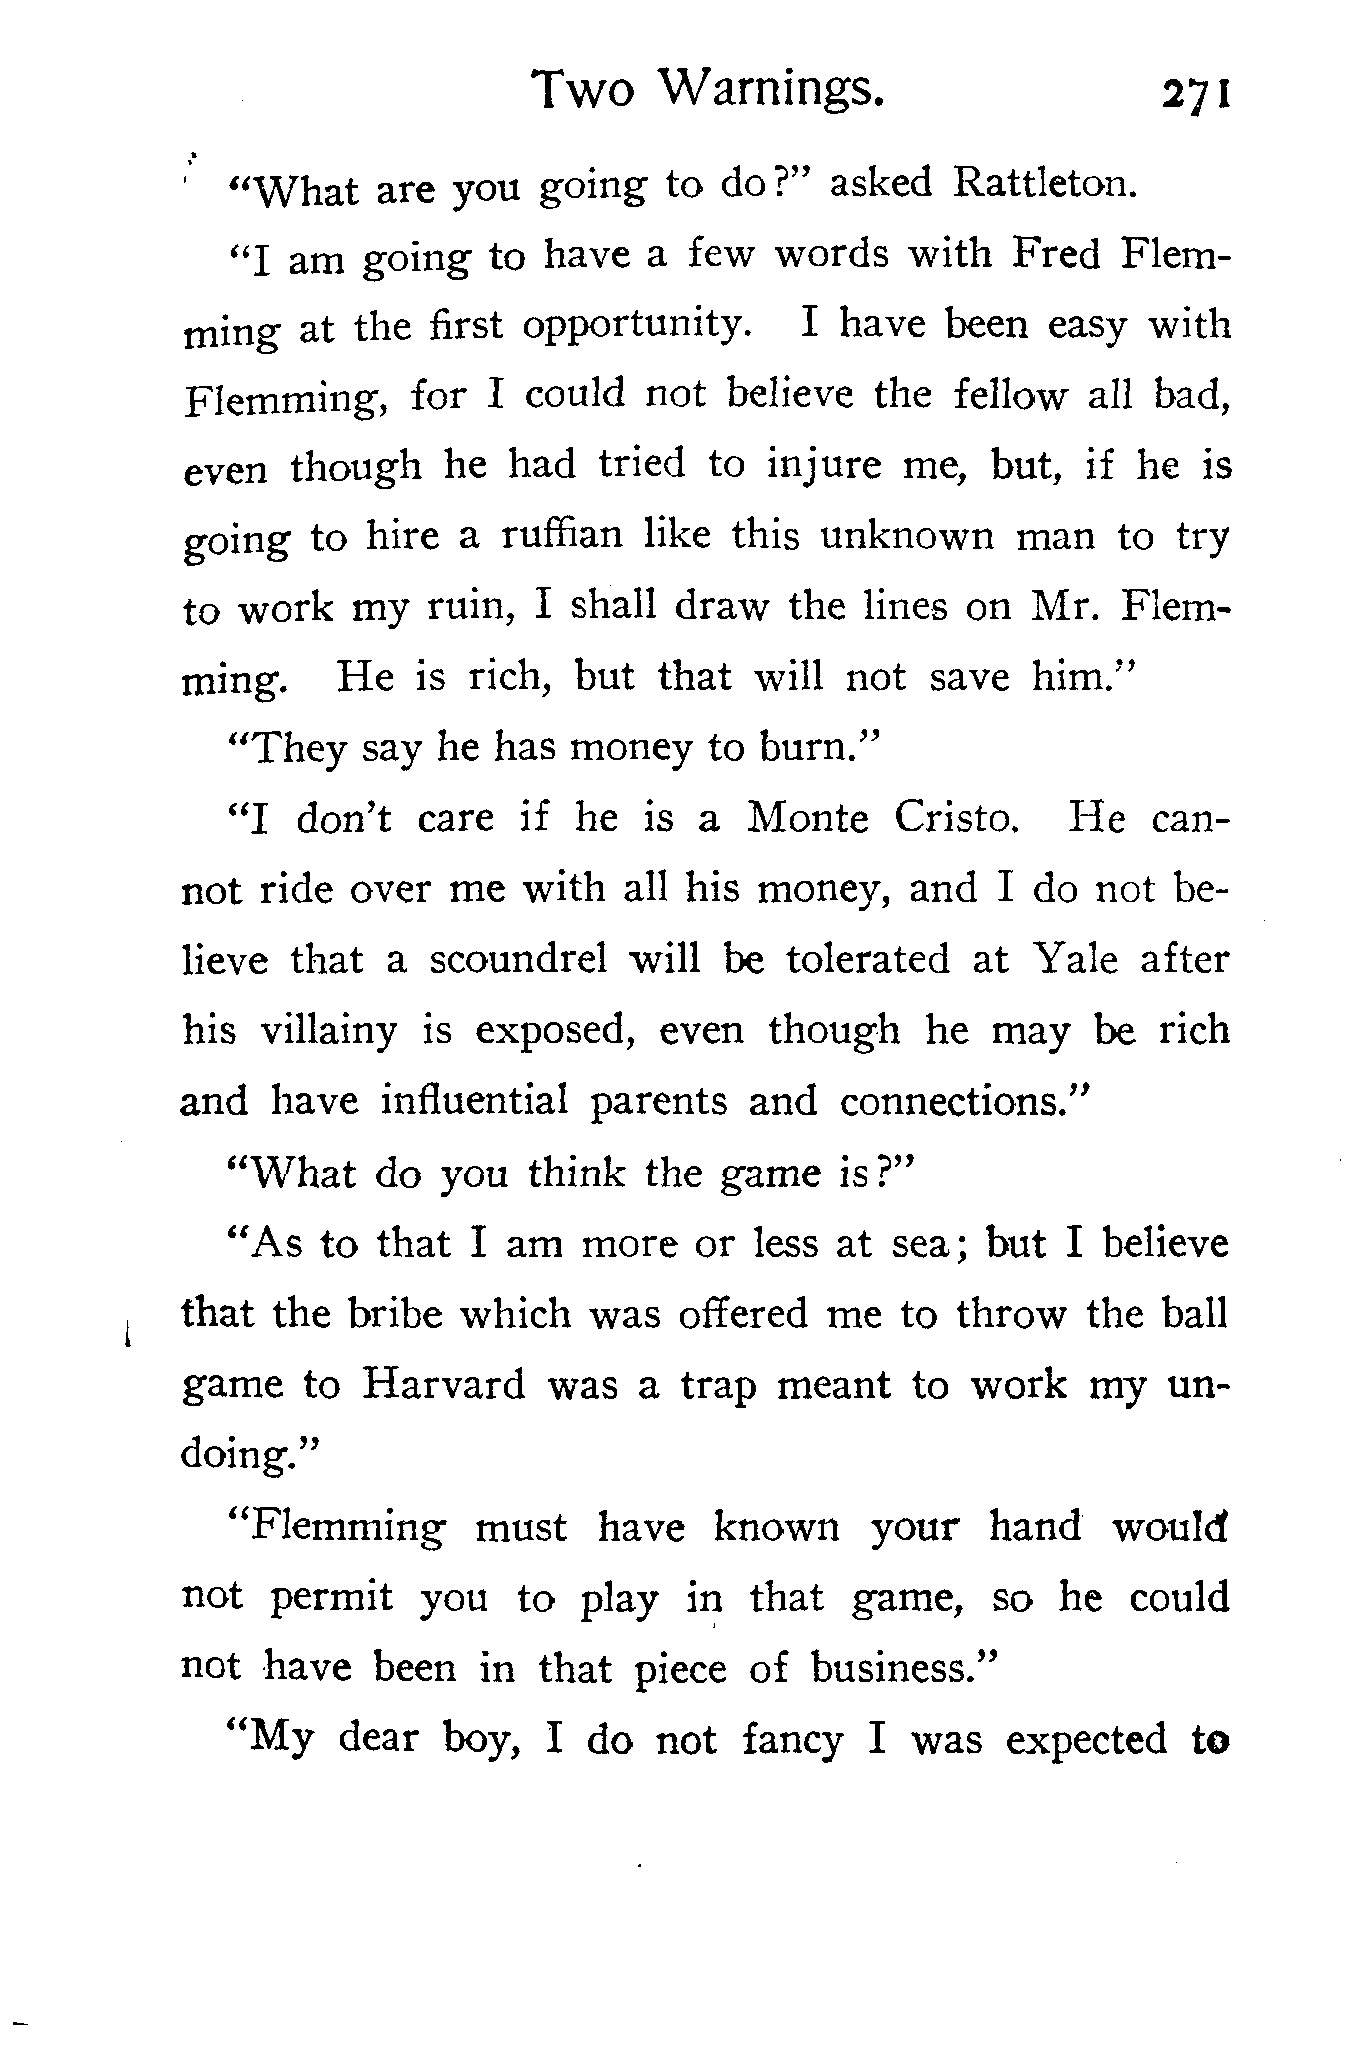 Two Warnings. 271
“What are you going to do?” asked Rattleton.
“I am going to have a few words with Fred Flem-
ming at the first opportunity. I have been easy with
Flemming, for I could not believe the fellow all bad,
even though he had tried to injure me, but, if he is
going to hire a ruffian like this unknown man to try
to work my ruin, I shall draw the lines on Mr. Flem-
ming. He is rich, but that will not save him.”
“They say he has money to burn.”
“I don’t care if he is a Monte Cristo. He can-
not ride over me with all his money, and I do not be-
lieve that a scoundrel will be tolerated at Yale after
his villainy is exposed, even though he may be rich
and have influential parents and connections.”
“What do you think the game is?”
“As to that I am more or less at sea; but I believe
that the bribe which was offered me to throw the ball
game to Harvard was a trap meant to work my un-
doing.”
“Flemming must have known your hand would
not permit you to play in that game, so he could
not have been in that piece of business.”
“My dear boy, I do not fancy I was expected to